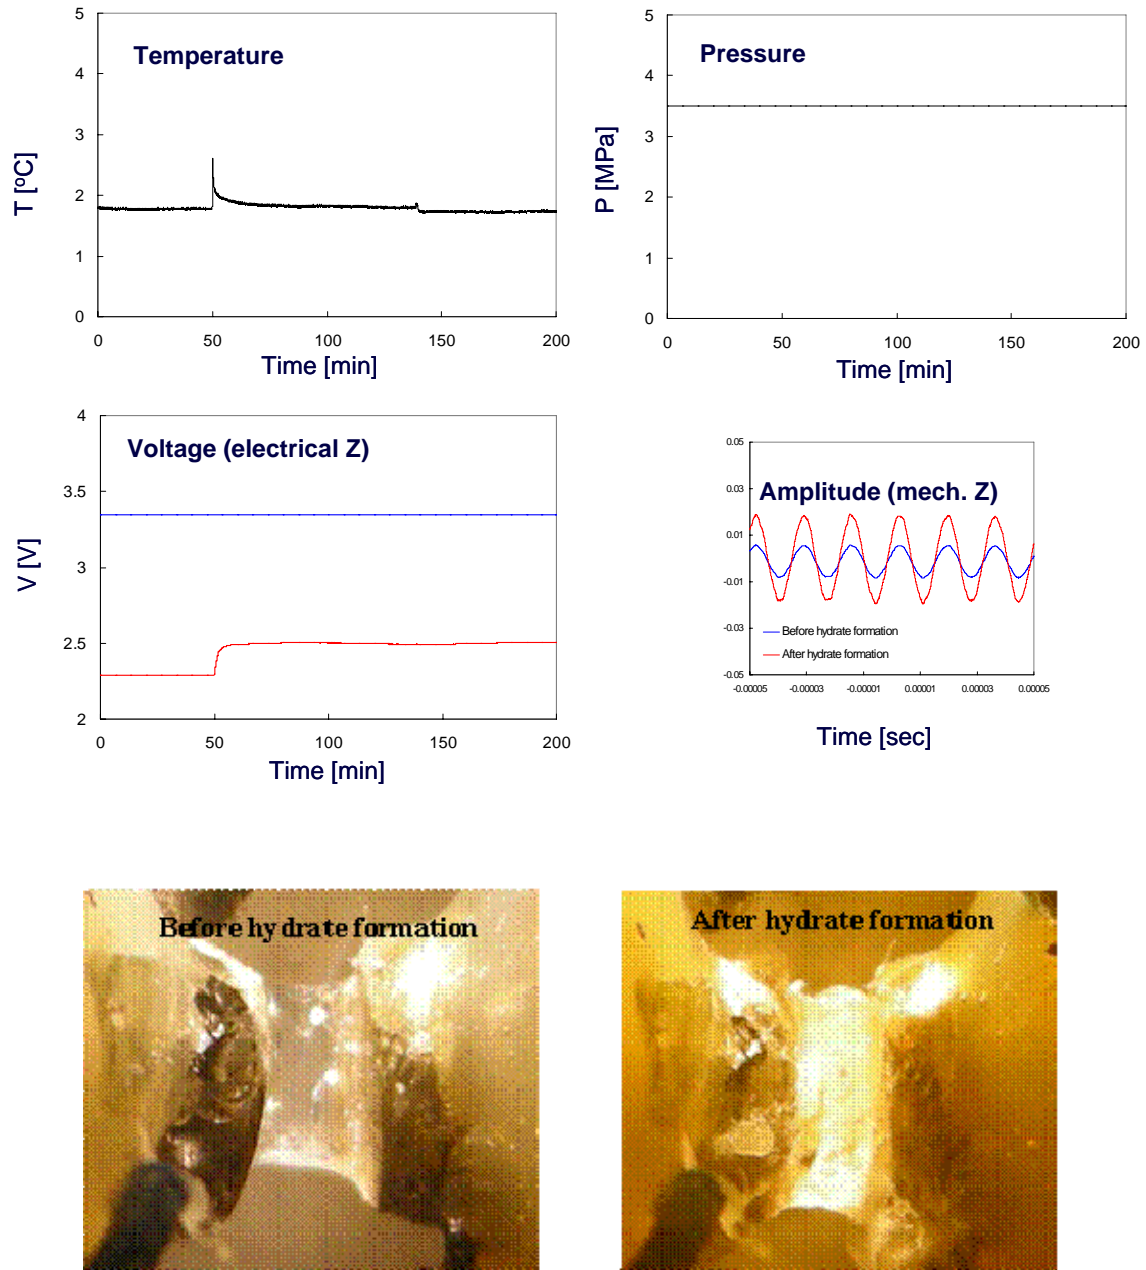 Temperature
T [ºC]
5
4
3
2
1
0
0 50 100 150 200
Time [min]
Pressure
P [MPa]
5
4
3
2
1
0
0 50 100 150 200
Time [min]
Voltage (electrical Z)
V [V]
4
3.5
3
2.5
2
0 50 100 150 200
Time [min]
Amplitude (mech. Z)
0.05
0.03
0.01
-0.01
-0.03
-0.05
Before hydrate formation
After hydrate formation
-0.00005 -0.00003 -0.00001 0.00001 0.00003 0.00005
Time [sec]
Before hydrate formation
After hydrate formation